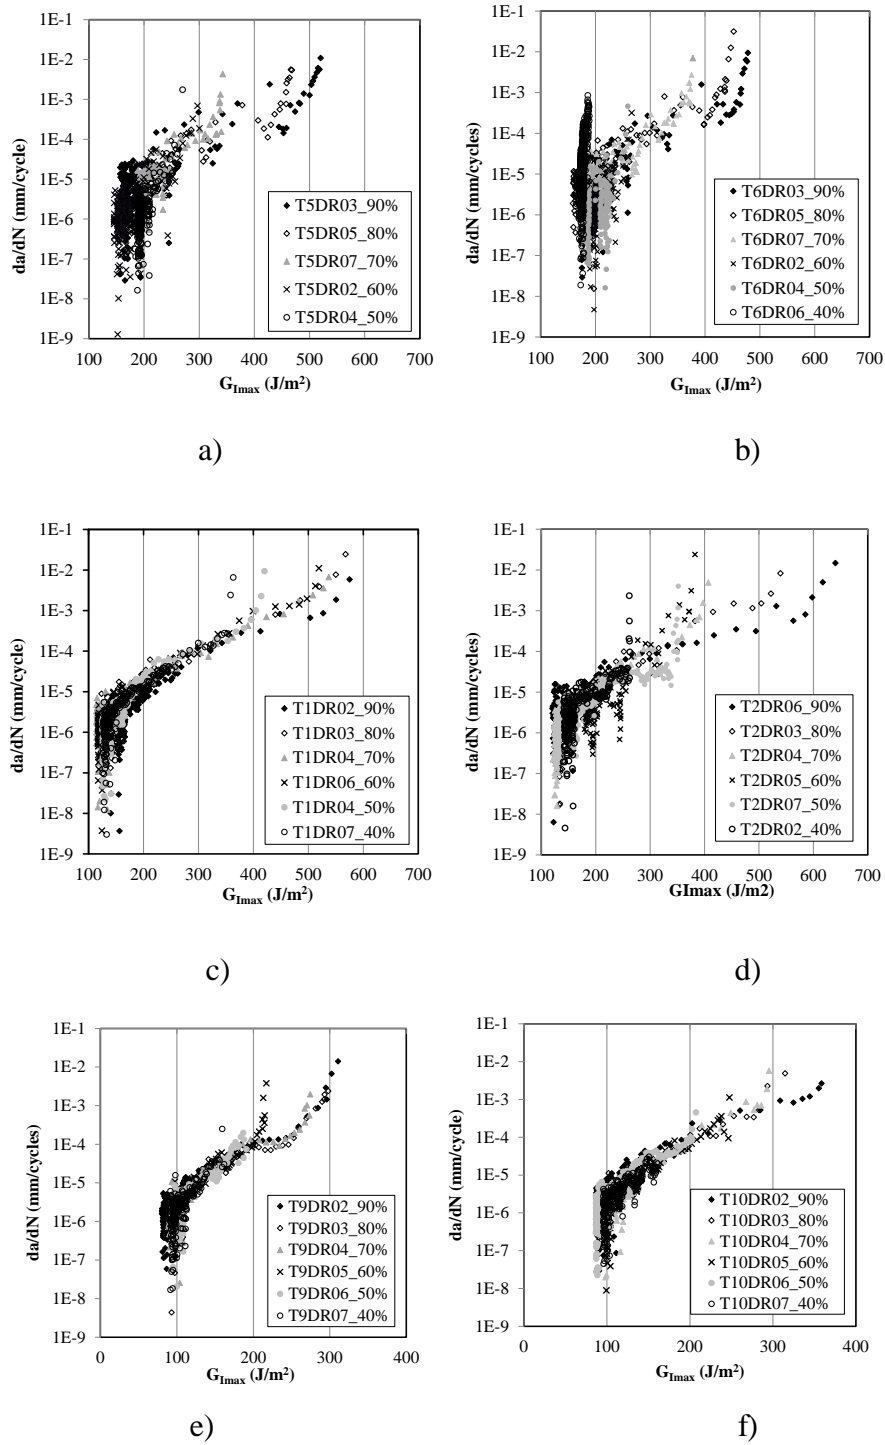 1E-1
1E-2
1E-3
1E-4
1E-5
1E-6
1E-7
1E-8
1E-9
da/dN (mm/cycle)
T5DR03_90%
T5DR05_80%
T5DR07_70%
T5DR02_60%
T5DR04_50%
100 200 300 400 500 600 700
G_Imax (J/m²)
a)
1E-1
1E-2
1E-3
1E-4
1E-5
1E-6
1E-7
1E-8
1E-9
da/dN (mm/cycles)
T6DR03_90%
T6DR05_80%
T6DR07_70%
T6DR02_60%
T6DR04_50%
T6DR06_40%
100 200 300 400 500 600 700
G_Imax (J/m²)
b)
1E-1
1E-2
1E-3
1E-4
1E-5
1E-6
1E-7
1E-8
1E-9
da/dN (mm/cycle)
T1DR02_90%
T1DR03_80%
T1DR04_70%
T1DR06_60%
T1DR04_50%
T1DR07_40%
100 200 300 400 500 600 700
G_Imax (J/m²)
c)
1E-1
1E-2
1E-3
1E-4
1E-5
1E-6
1E-7
1E-8
1E-9
da/dN (mm/cycles)
T2DR06_90%
T2DR03_80%
T2DR04_70%
T2DR05_60%
T2DR07_50%
T2DR02_40%
100 200 300 400 500 600 700
GImax (J/m2)
d)
1E-1
1E-2
1E-3
1E-4
1E-5
1E-6
1E-7
1E-8
1E-9
da/dN (mm/cycles)
T9DR02_90%
T9DR03_80%
T9DR04_70%
T9DR05_60%
T9DR06_50%
T9DR07_40%
0 100 200 300 400
G_Imax (J/m²)
e)
1E-1
1E-2
1E-3
1E-4
1E-5
1E-6
1E-7
1E-8
1E-9
da/dN (mm/cycle)
T10DR02_90%
T10DR03_80%
T10DR04_70%
T10DR05_60%
T10DR06_50%
T10DR07_40%
0 100 200 300 400
G_Imax (J/m²)
f)